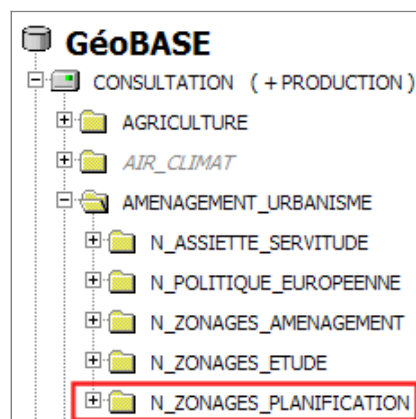 GéoBASE
CONSULTATION ( + PRODUCTION )
AGRICULTURE
AIR_CLIMAT
AMENAGEMENT_URBANISME
N_ASSIETTE_SERVITUDE
N_POLITIQUE_EUROPEENNE
N_ZONAGES_AMENAGEMENT
N_ZONAGES_ETUDE
N_ZONAGES_PLANIFICATION